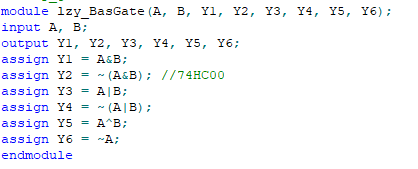 module lzy_BasGate(A, B, Y1, Y2, Y3, Y4, Y5, Y6);
input A, B;
output Y1, Y2, Y3, Y4, Y5, Y6;
assign Y1 = A&B;
assign Y2 = ~(A&B); //74HC00
assign Y3 = A|B;
assign Y4 = ~(A|B);
assign Y5 = A^B;
assign Y6 = ~A;
endmodule